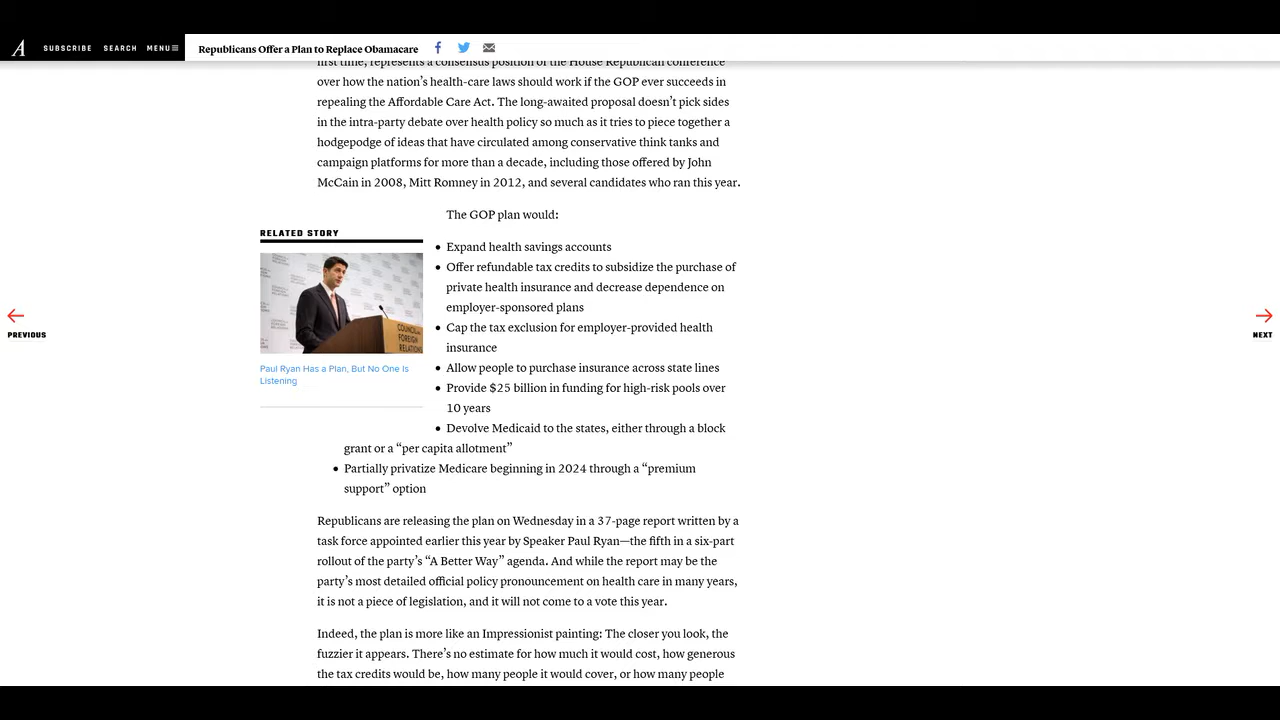 A
SUBSCRIBE SEARCH MENU
Republicans Offer a Plan to Replace Obamacare
first time, represents a consensus position of the House Republican conference
over how the nation’s health-care laws should work if the GOP ever succeeds in
repealing the Affordable Care Act. The long-awaited proposal doesn’t pick sides
in the intra-party debate over health policy so much as it tries to piece together a
hodgepodge of ideas that have circulated among conservative think tanks and
campaign platforms for more than a decade, including those offered by John
McCain in 2008, Mitt Romney in 2012, and several candidates who ran this year.
The GOP plan would:
RELATED STORY
COUNCIL
FOREIGN
RELATIONS
Paul Ryan Has a Plan, But No One Is
Listening
• Expand health savings accounts
• Offer refundable tax credits to subsidize the purchase of
private health insurance and decrease dependence on
employer-sponsored plans
• Cap the tax exclusion for employer-provided health
insurance
• Allow people to purchase insurance across state lines
• Provide $25 billion in funding for high-risk pools over
10 years
• Devolve Medicaid to the states, either through a block
grant or a “per capita allotment”
• Partially privatize Medicare beginning in 2024 through a “premium
support” option
PREVIOUS
NEXT
Republicans are releasing the plan on Wednesday in a 37-page report written by a
task force appointed earlier this year by Speaker Paul Ryan—the fifth in a six-part
rollout of the party’s “A Better Way” agenda. And while the report may be the
party’s most detailed official policy pronouncement on health care in many years,
it is not a piece of legislation, and it will not come to a vote this year.
Indeed, the plan is more like an Impressionist painting: The closer you look, the
fuzzier it appears. There’s no estimate for how much it would cost, how generous
the tax credits would be, how many people it would cover, or how many people